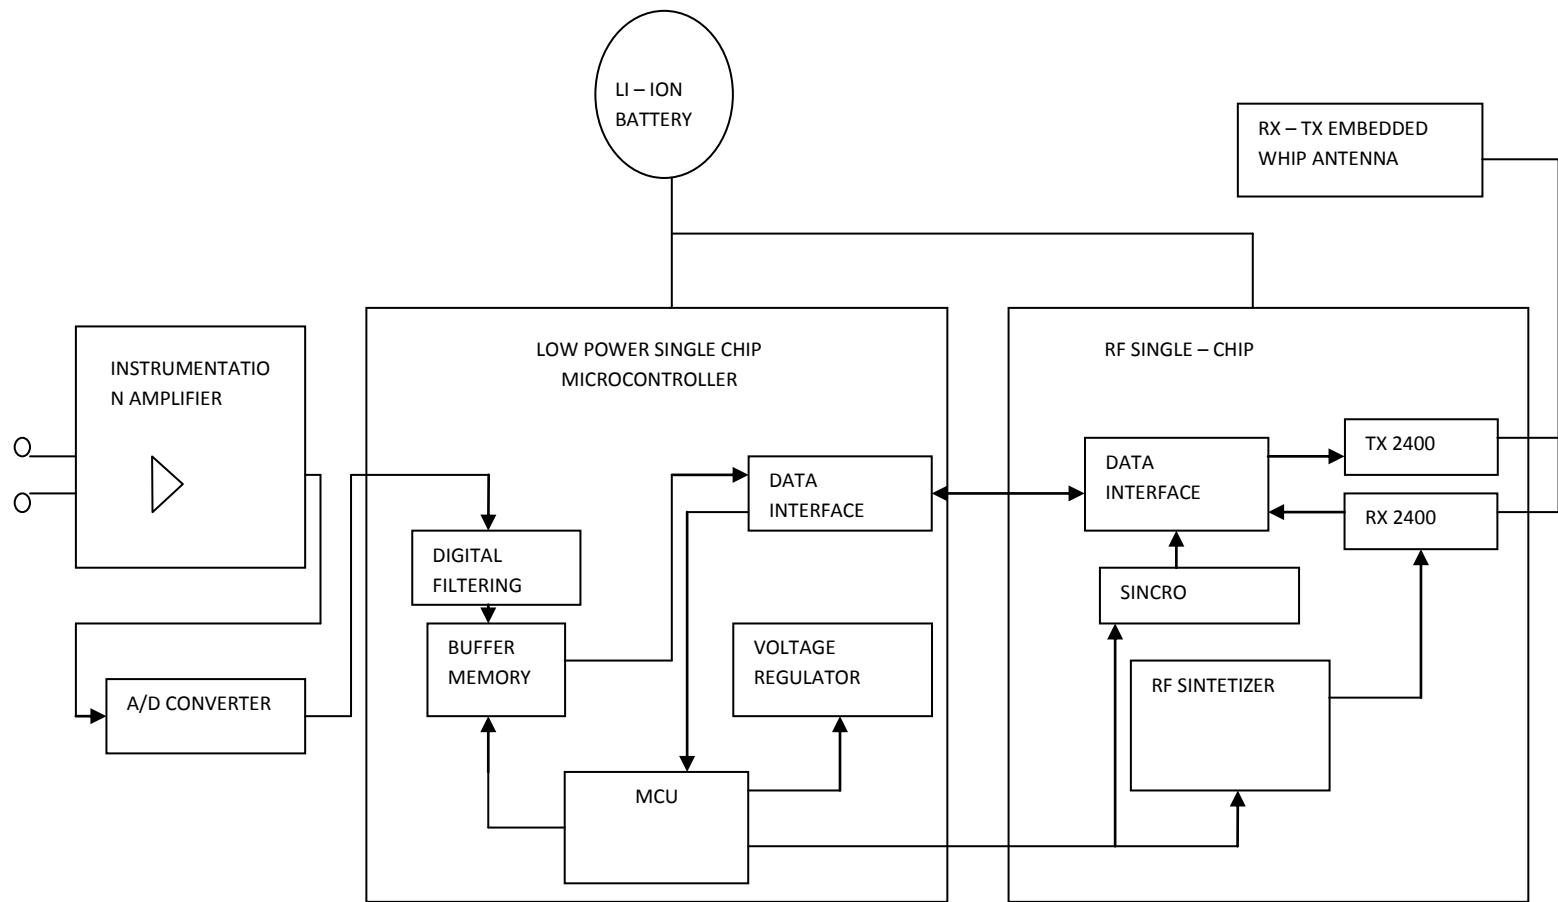 LI – ION
BATTERY
RX – TX EMBEDDED
WHIP ANTENNA
INSTRUMENTATIO
N AMPLIFIER
LOW POWER SINGLE CHIP
MICROCONTROLLER
RF SINGLE – CHIP
DATA
INTERFACE
DATA
INTERFACE
TX 2400
RX 2400
DIGITAL
FILTERING
SINCRO
BUFFER
MEMORY
VOLTAGE
REGULATOR
RF SINTETIZER
A/D CONVERTER
MCU